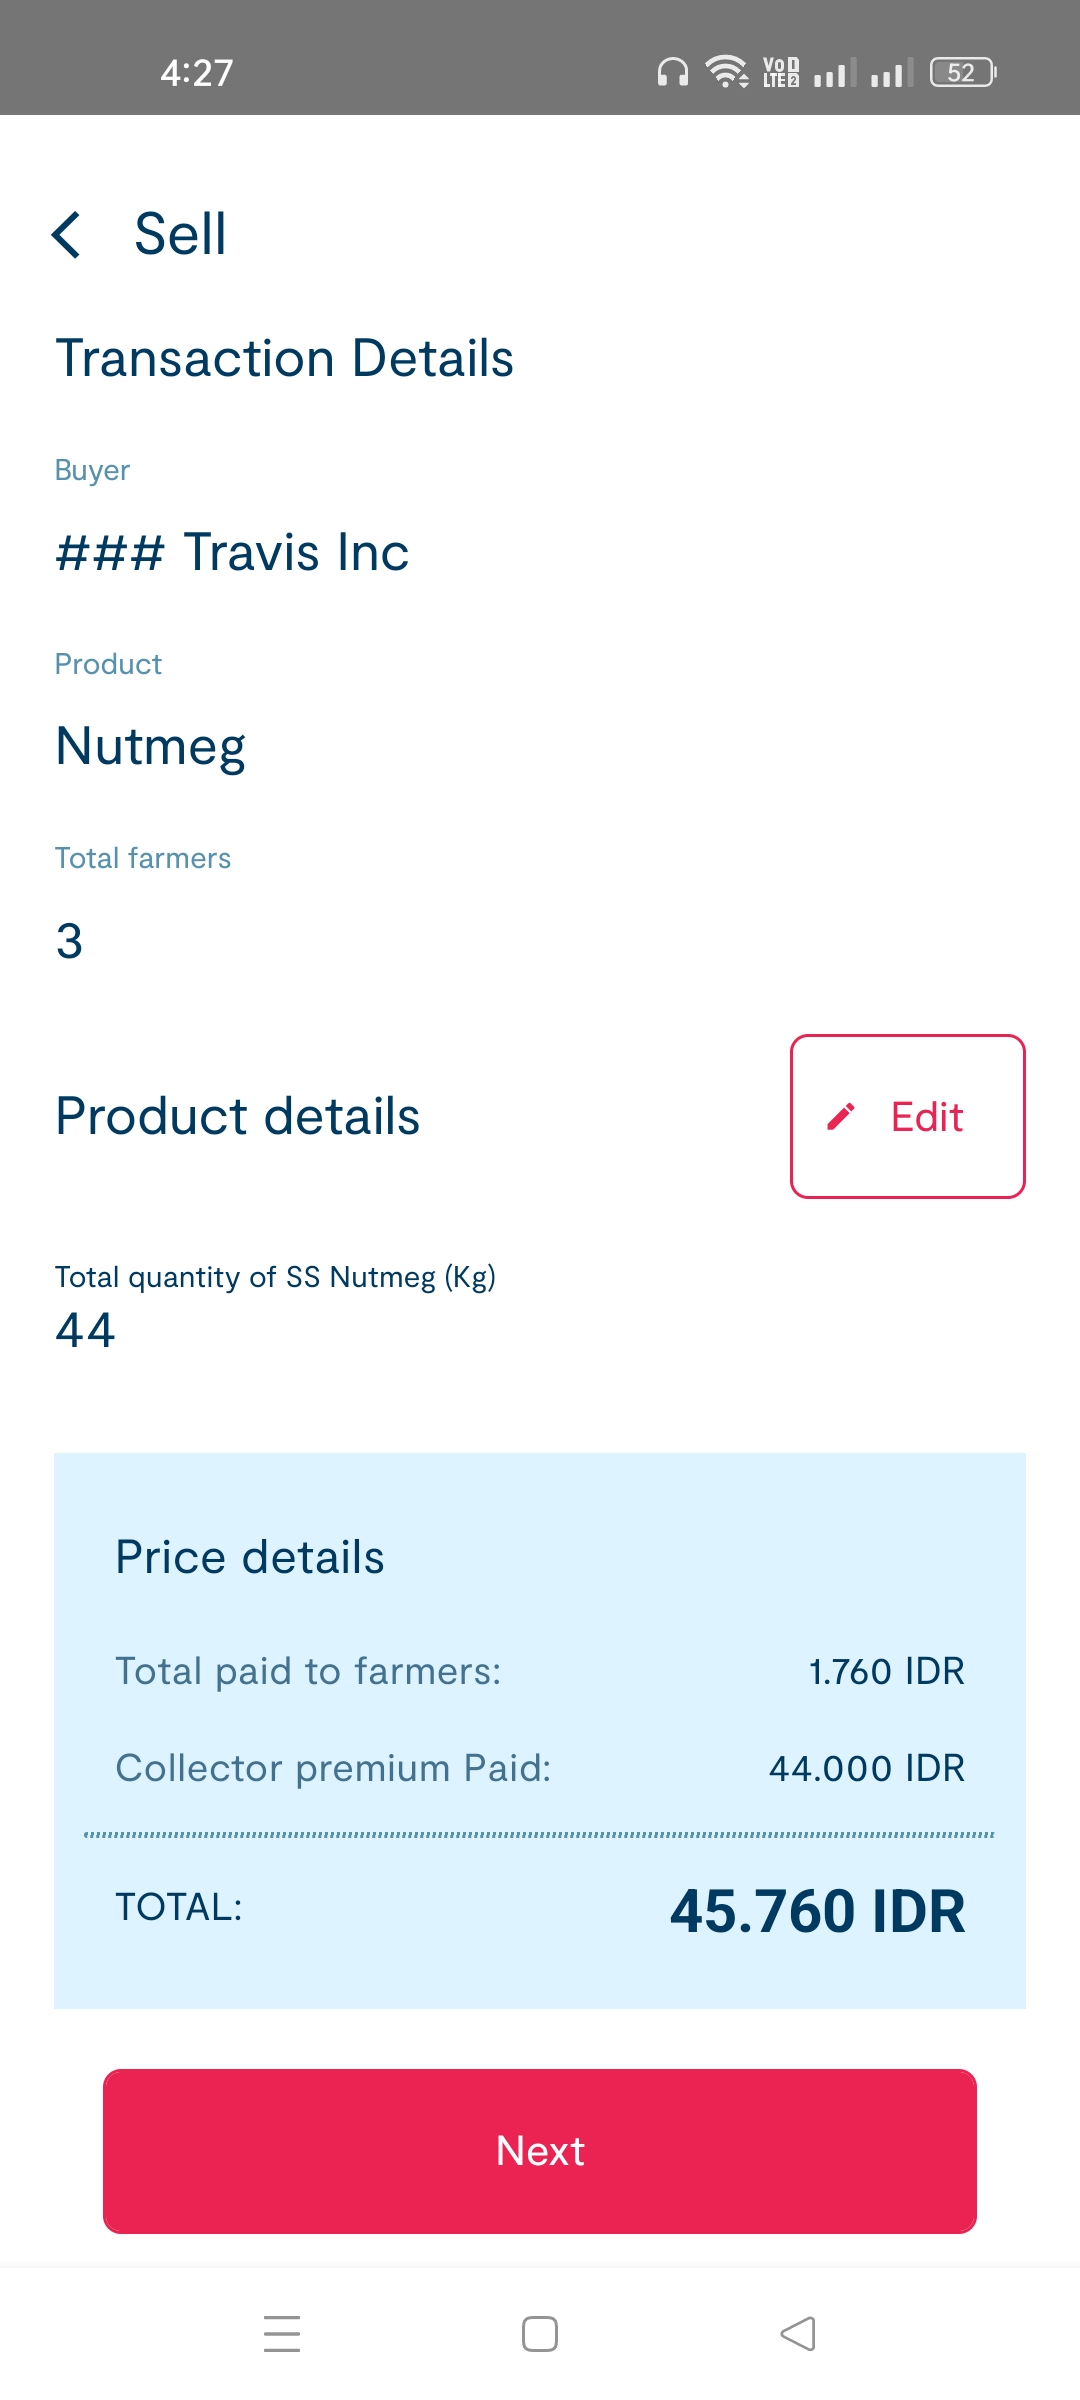 4:27
VoD LTE 2
52
Sell
Transaction Details
Buyer
### Travis Inc
Product
Nutmeg
Total farmers
3
Product details
Edit
Total quantity of SS Nutmeg (Kg)
44
Price details
Total paid to farmers: 1.760 IDR
Collector premium Paid: 44.000 IDR
TOTAL: 45.760 IDR
Next